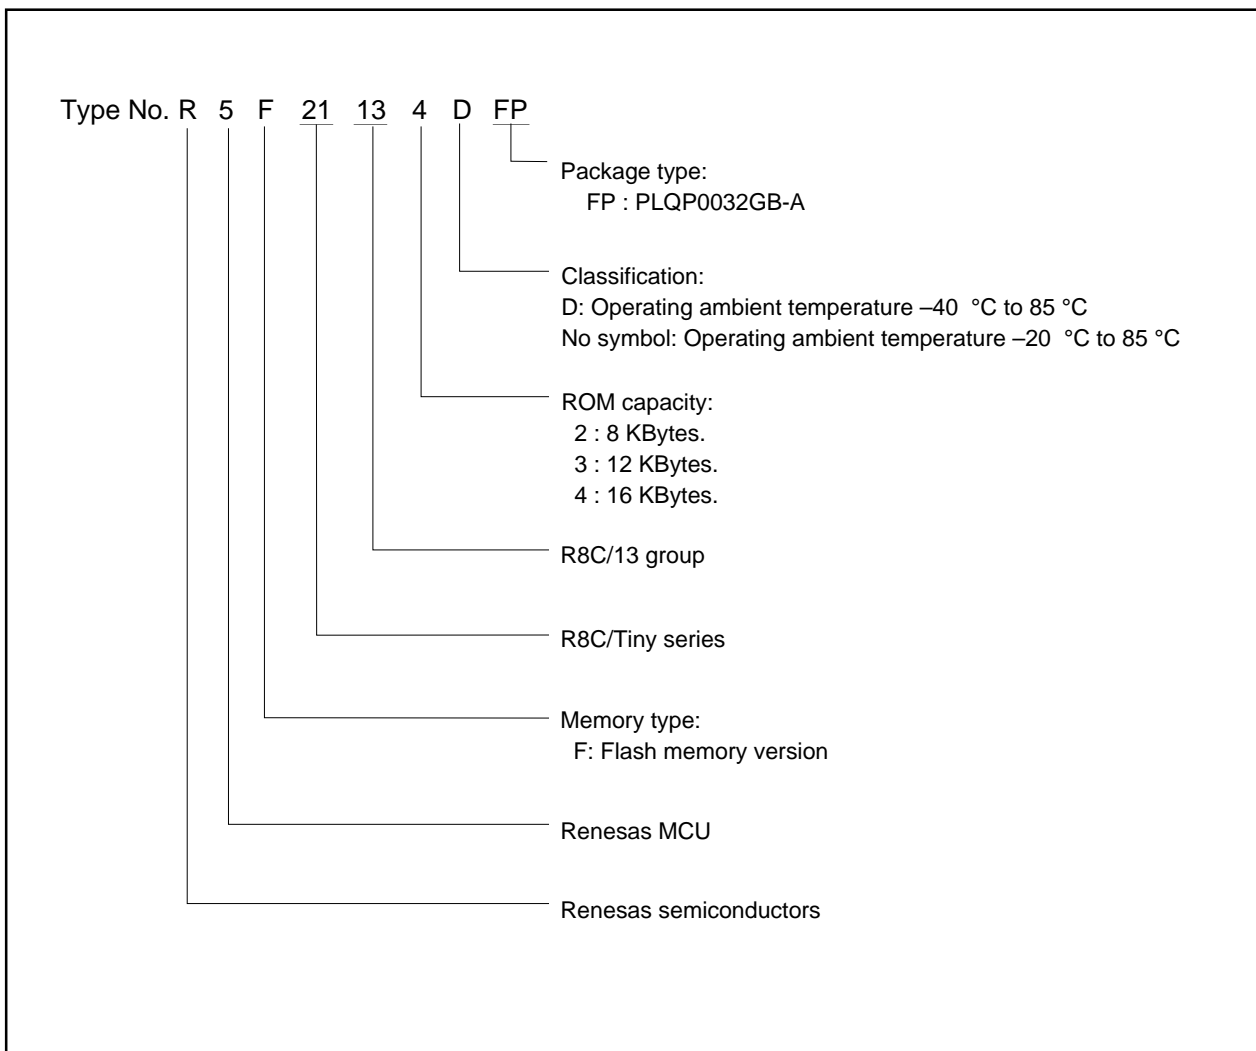 Type No. R 5 F 21 13 4 D FP
Package type:
FP : PLQP0032GB-A
Classification:
D: Operating ambient temperature –40 °C to 85 °C
No symbol: Operating ambient temperature –20 °C to 85 °C
ROM capacity:
2 : 8 KBytes.
3 : 12 KBytes.
4 : 16 KBytes.
R8C/13 group
R8C/Tiny series
Memory type:
F: Flash memory version
Renesas MCU
Renesas semiconductors